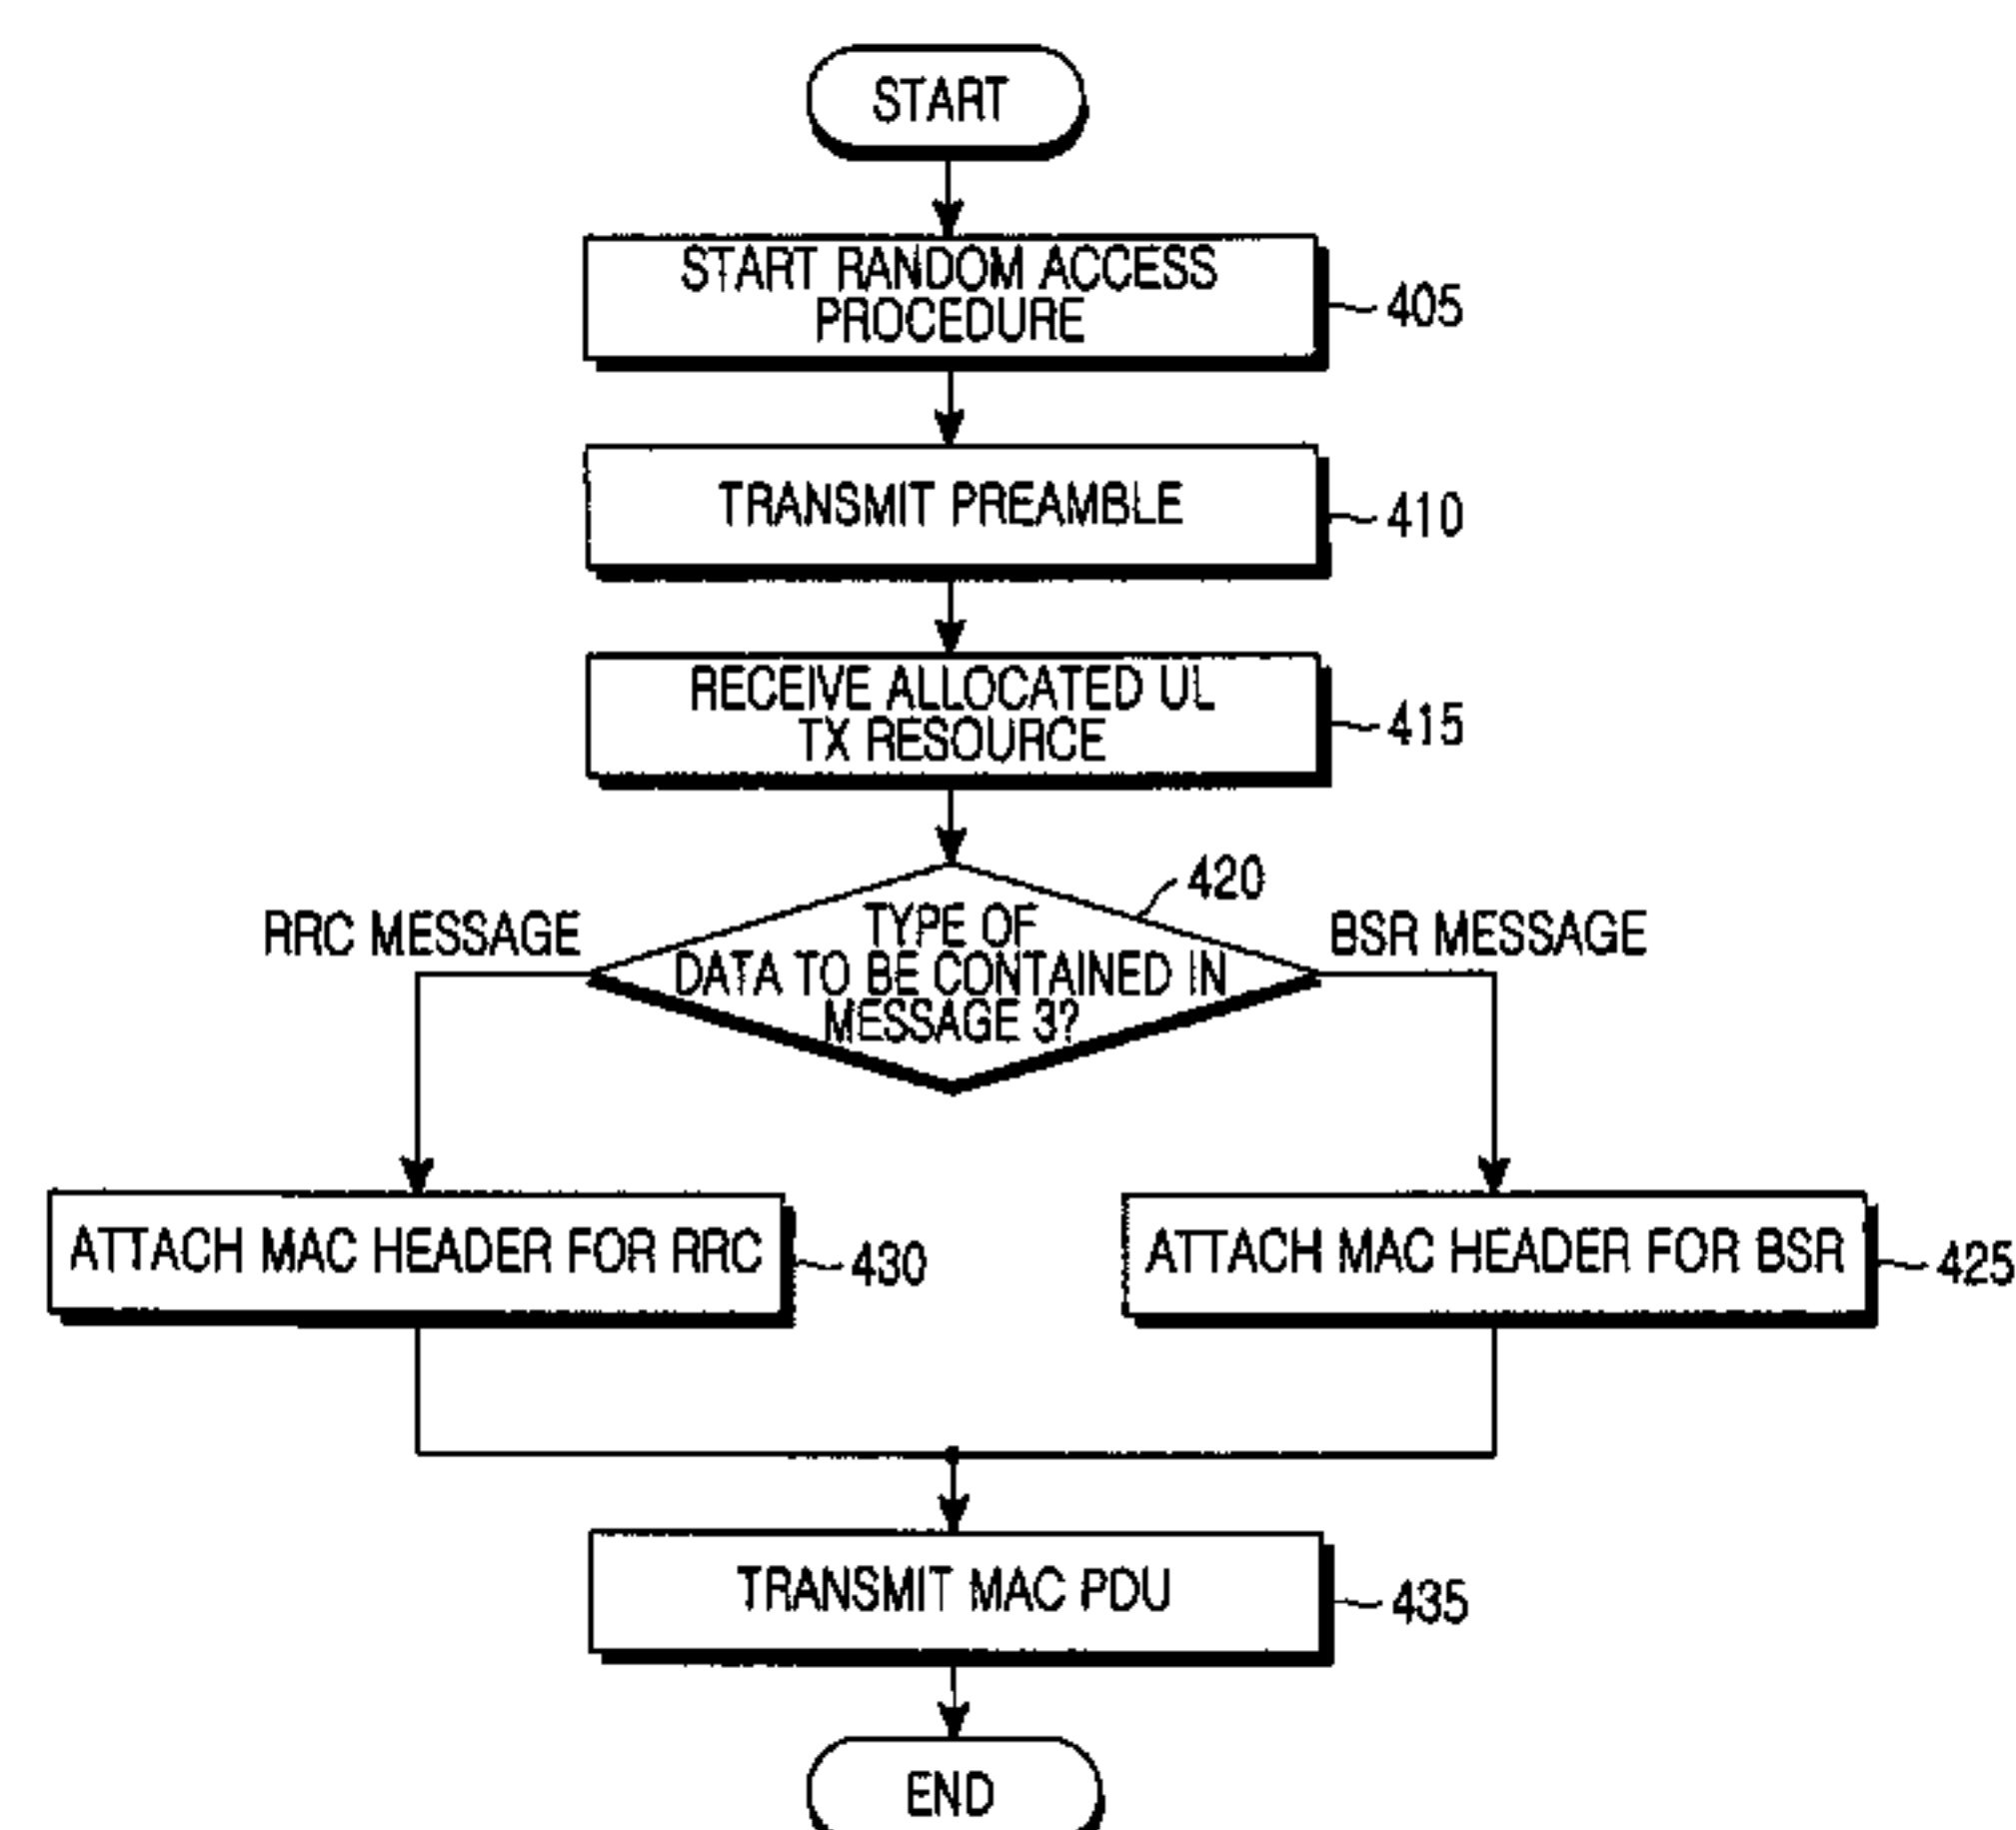 START
START RANDOM ACCESS
PROCEDURE
405
TRANSMIT PREAMBLE
410
RECEIVE ALLOCATED UL
TX RESOURCE
415
420
RRC MESSAGE
TYPE OF
DATA TO BE CONTAINED IN
MESSAGE 3?
BSR MESSAGE
ATTACH MAC HEADER FOR RRC
430
ATTACH MAC HEADER FOR BSR
425
TRANSMIT MAC PDU
435
END